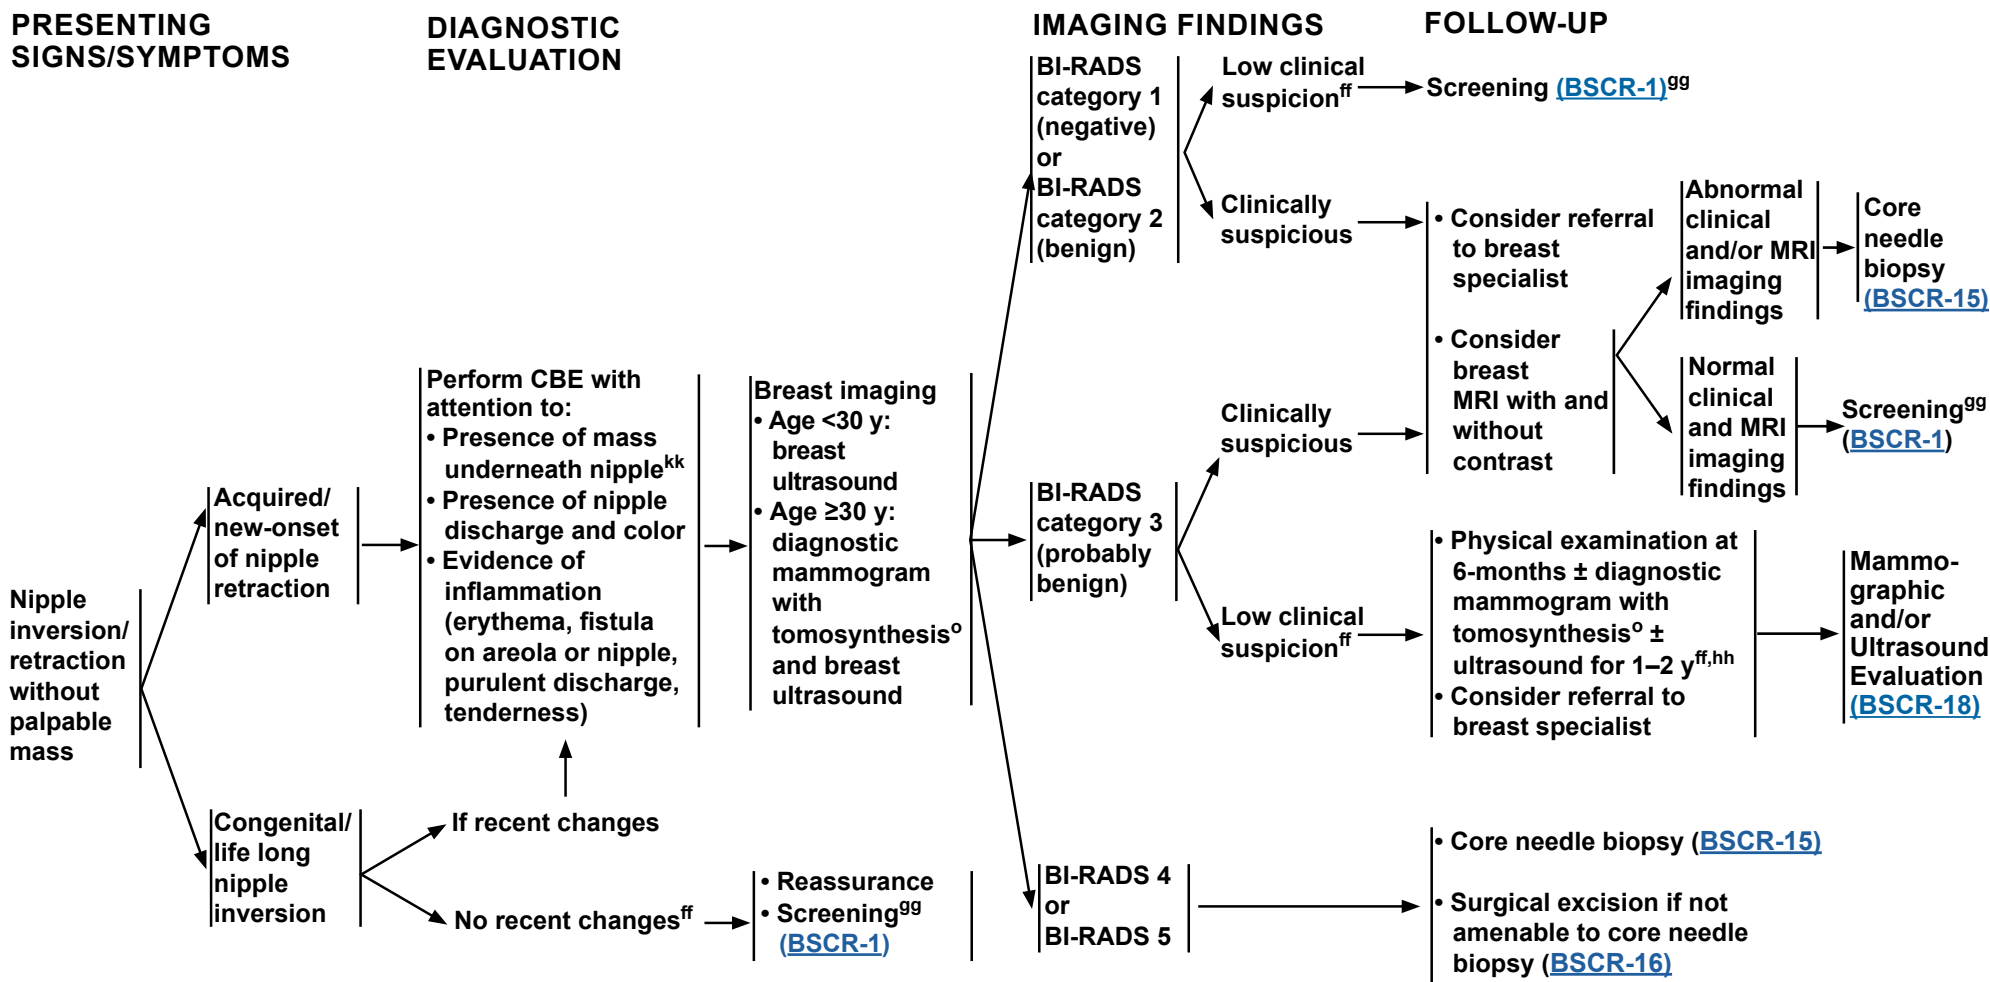 PRESENTING
SIGNS/SYMPTOMS
DIAGNOSTIC
EVALUATION
IMAGING FINDINGS
FOLLOW-UP
Nipple
inversion/
retraction
without
palpable
mass
Acquired/
new-onset
of nipple
retraction
Congenital/
life long
nipple
inversion
Perform CBE with
attention to:
• Presence of mass
underneath nipplekk
• Presence of nipple
discharge and color
• Evidence of
inflammation
(erythema, fistula
on areola or nipple,
purulent discharge,
tenderness)
If recent changes
No recent changesff
• Reassurance
• Screeninggg
(BSCR-1)
Breast imaging
• Age <30 y:
breast
ultrasound
• Age ≥30 y:
diagnostic
mammogram
with
tomosynthesiso
and breast
ultrasound
BI-RADS
category 1
(negative)
or
BI-RADS
category 2
(benign)
Low clinical
suspicionff
Screening (BSCR-1)gg
Clinically
suspicious
• Consider referral
to breast
specialist
• Consider
breast
MRI with and
without
contrast
Abnormal
clinical
and/or MRI
imaging
findings
Core
needle
biopsy
(BSCR-15)
Normal
clinical
and MRI
imaging
findings
Screeninggg
(BSCR-1)
BI-RADS
category 3
(probably
benign)
Clinically
suspicious
Low clinical
suspicionff
• Physical examination at
6-months ± diagnostic
mammogram with
tomosynthesiso ±
ultrasound for 1–2 yff,hh
• Consider referral to
breast specialist
Mammo-
graphic
and/or
Ultrasound
Evaluation
(BSCR-18)
BI-RADS 4
or
BI-RADS 5
• Core needle biopsy (BSCR-15)
• Surgical excision if not
amenable to core needle
biopsy (BSCR-16)